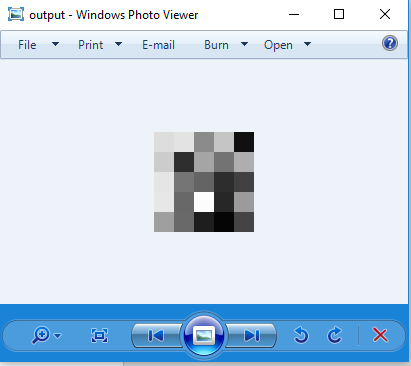 output - Windows Photo Viewer
File Print E-mail Burn Open ?